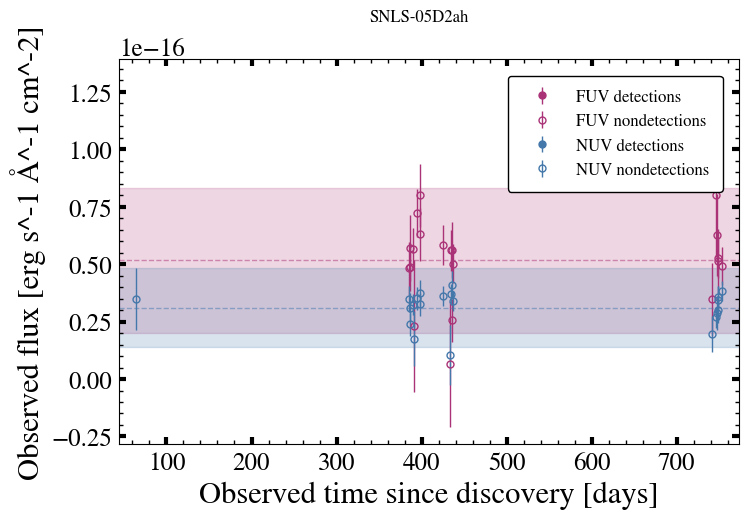 SNLS-05D2ah
1e−16
Observed flux [erg s^-1 Å^-1 cm^-2]
1.25
1.00
0.75
0.50
0.25
0.00
−0.25
FUV detections
FUV nondetections
NUV detections
NUV nondetections
100 200 300 400 500 600 700
Observed time since discovery [days]